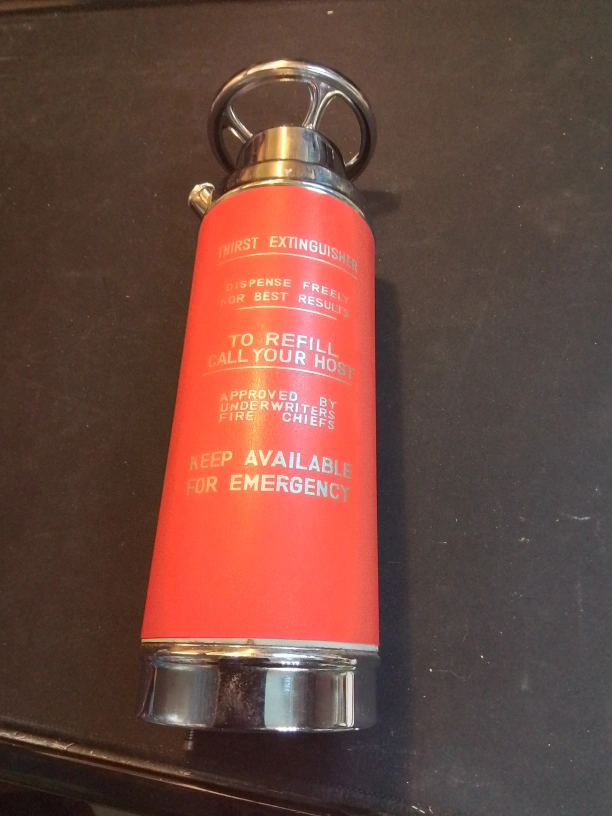 THIRST EXTINGUISHER
DISPENSE FREELY
FOR BEST RESULTS
TO REFILL
CALL YOUR HOST
APPROVED BY
UNDERWRITERS
FIRE CHIEFS
KEEP AVAILABLE
FOR EMERGENCY